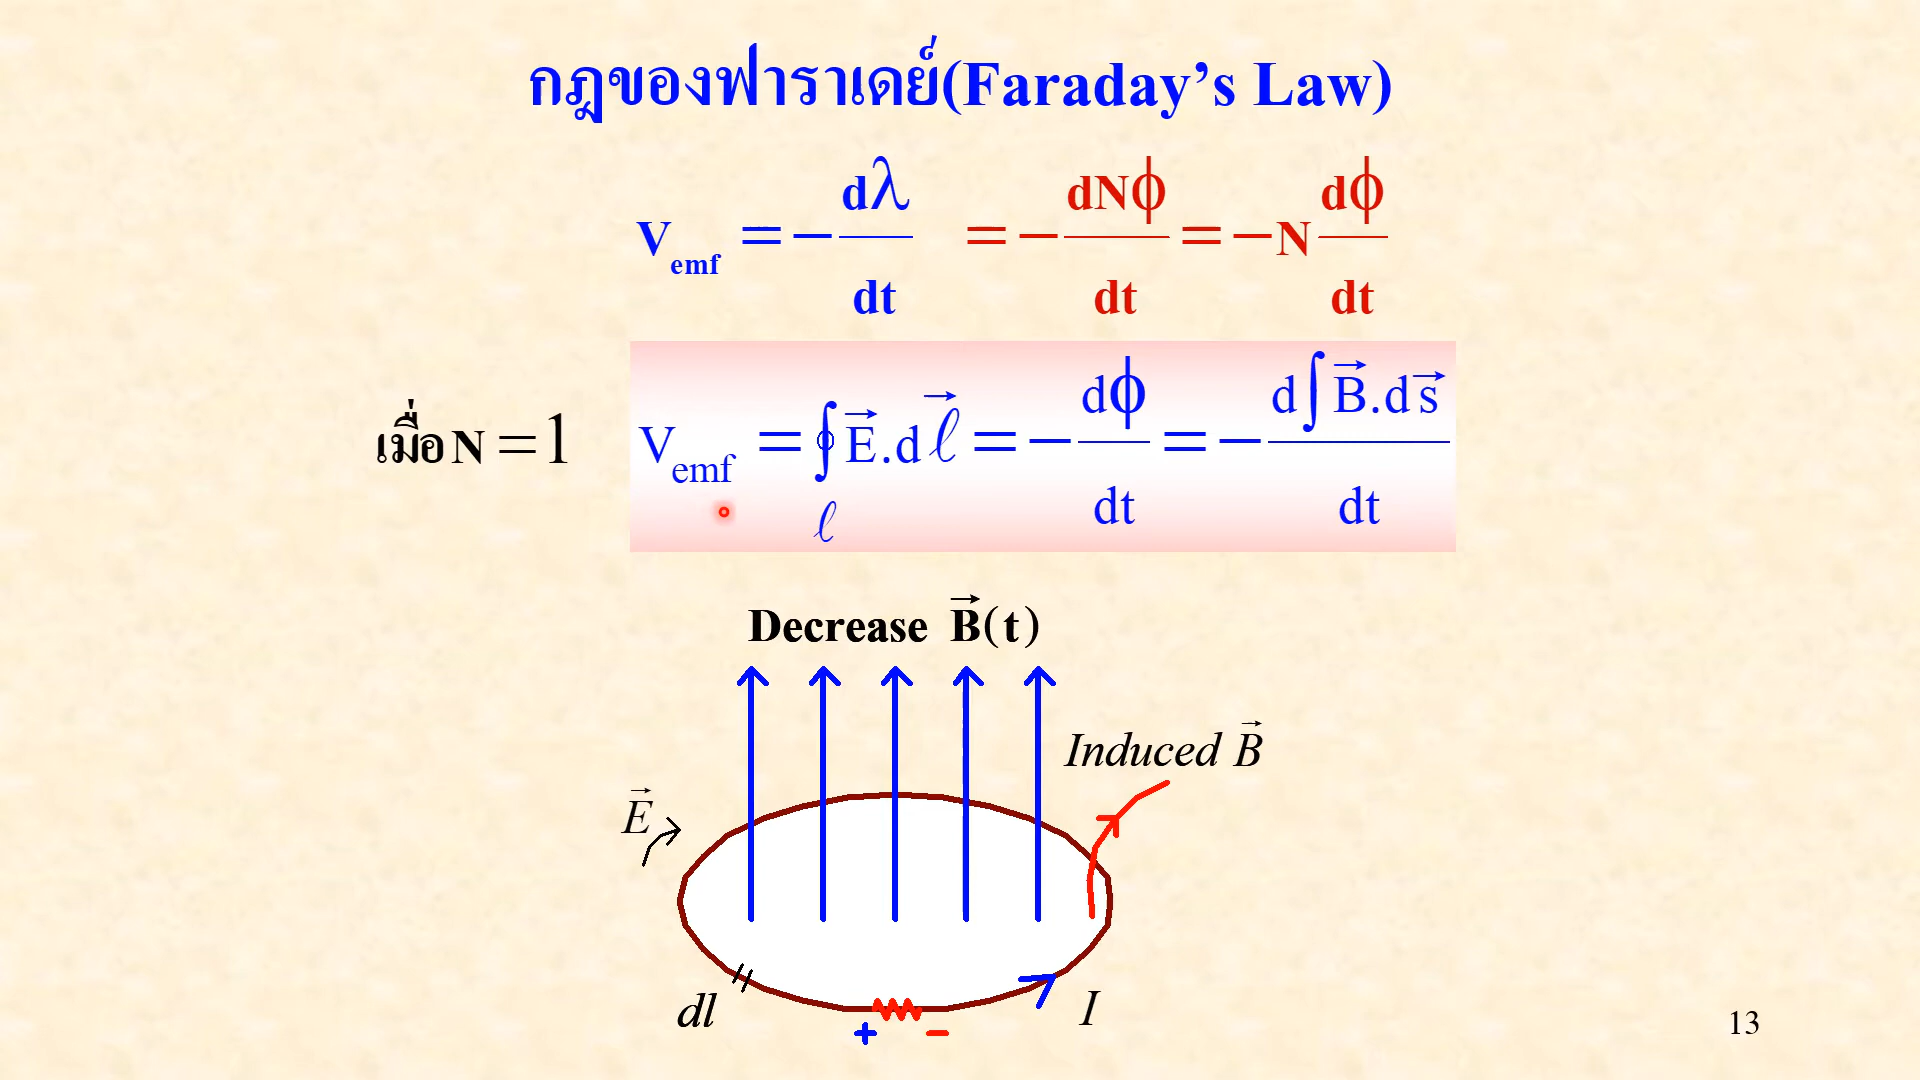 กฎของฟาราเดย์(Faraday's Law)
V_emf = − dλ/dt = − dNϕ/dt = −N dϕ/dt
เมื่อ N = 1 V_emf = ∮_ℓ E⃗.dℓ⃗ = − dϕ/dt = − d∫B⃗.ds⃗/dt
Decrease B⃗(t)
Induced B⃗
E⃗
dl
I
+ −
13